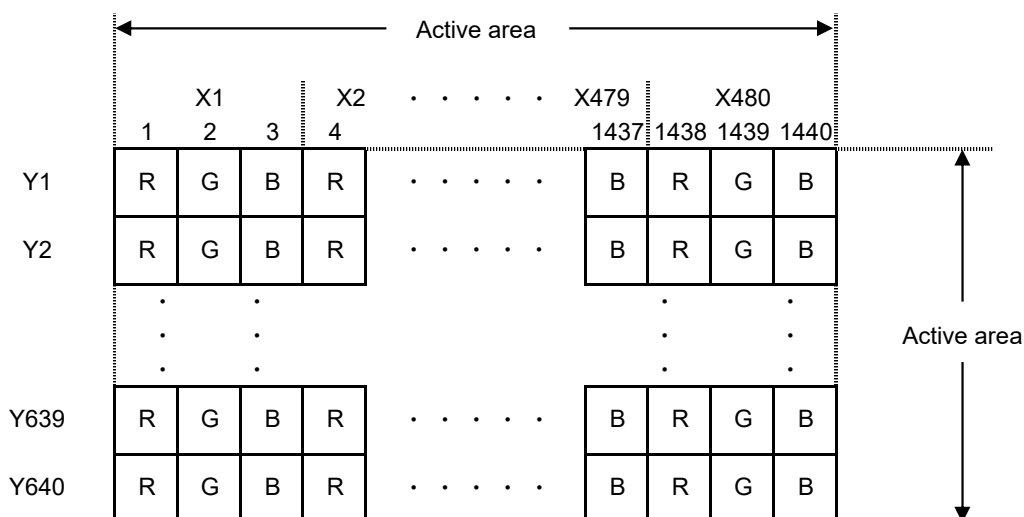 Active area
X1 X2 · · · · · X479 X480
1 2 3 4 1437 1438 1439 1440
Y1 R G B R · · · · · B R G B
Y2 R G B R · · · · · B R G B
Active area
Y639 R G B R · · · · · B R G B
Y640 R G B R · · · · · B R G B